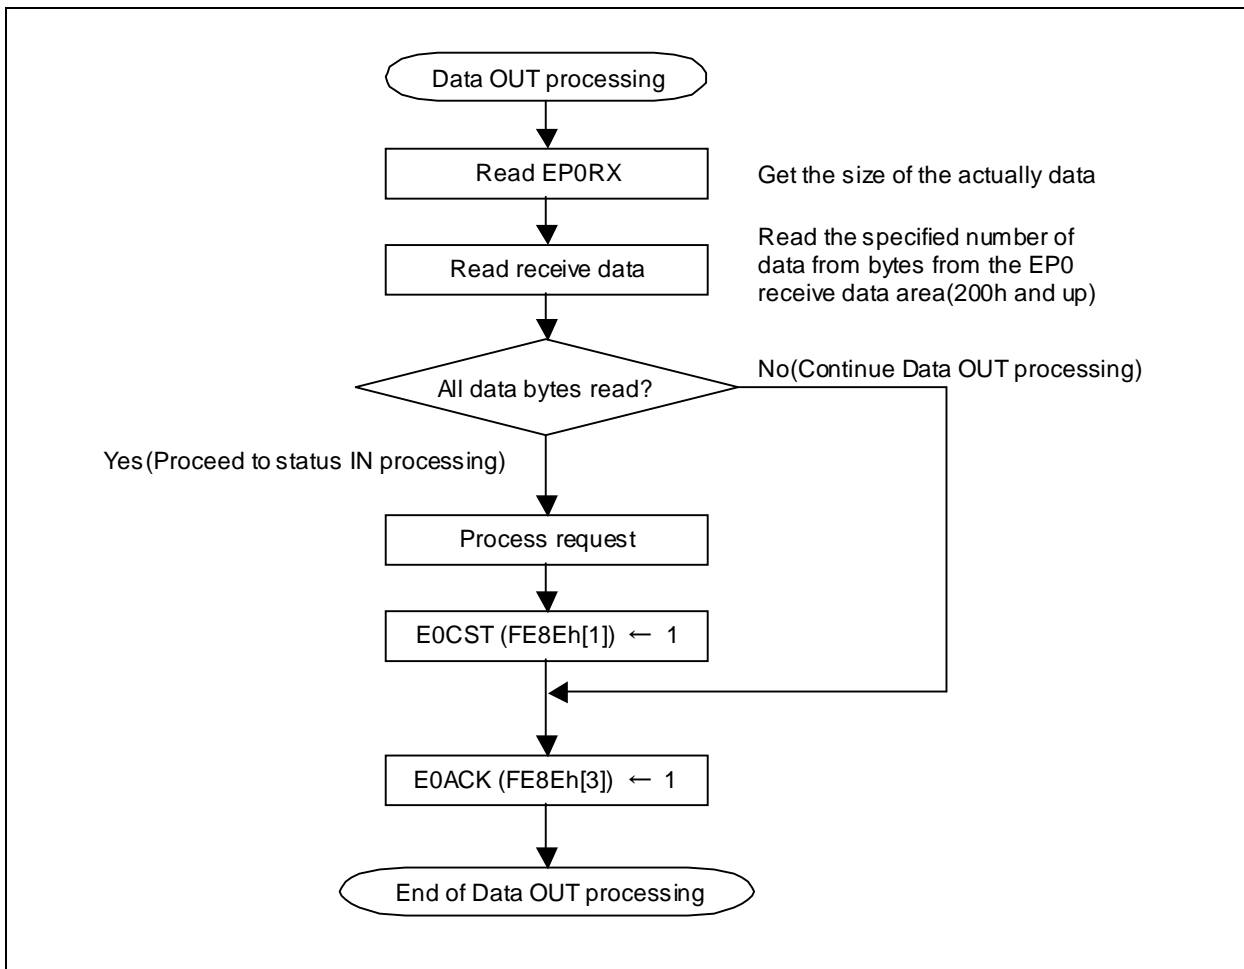 Data OUT processing
Read EP0RX
Get the size of the actually data
Read receive data
Read the specified number of
data from bytes from the EP0
receive data area(200h and up)
All data bytes read?
No(Continue Data OUT processing)
Yes(Proceed to status IN processing)
Process request
E0CST (FE8Eh[1]) ← 1
E0ACK (FE8Eh[3]) ← 1
End of Data OUT processing